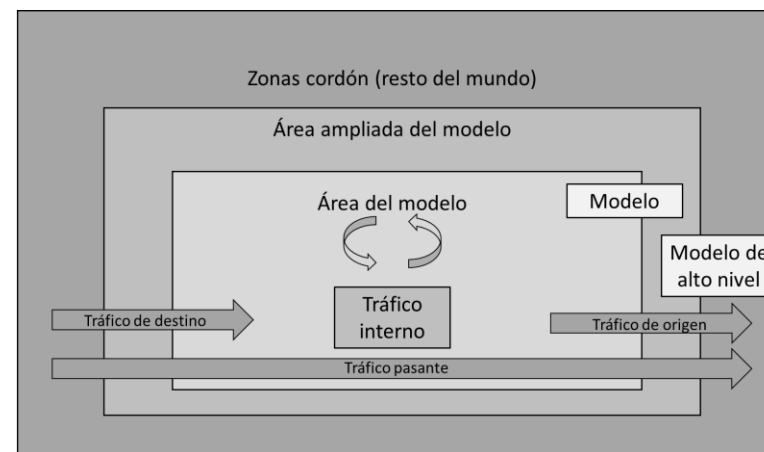 Zonas cordón (resto del mundo)
Área ampliada del modelo
Área del modelo
Modelo
Modelo de
alto nivel
Tráfico
interno
Tráfico de destino
Tráfico de origen
Tráfico pasante